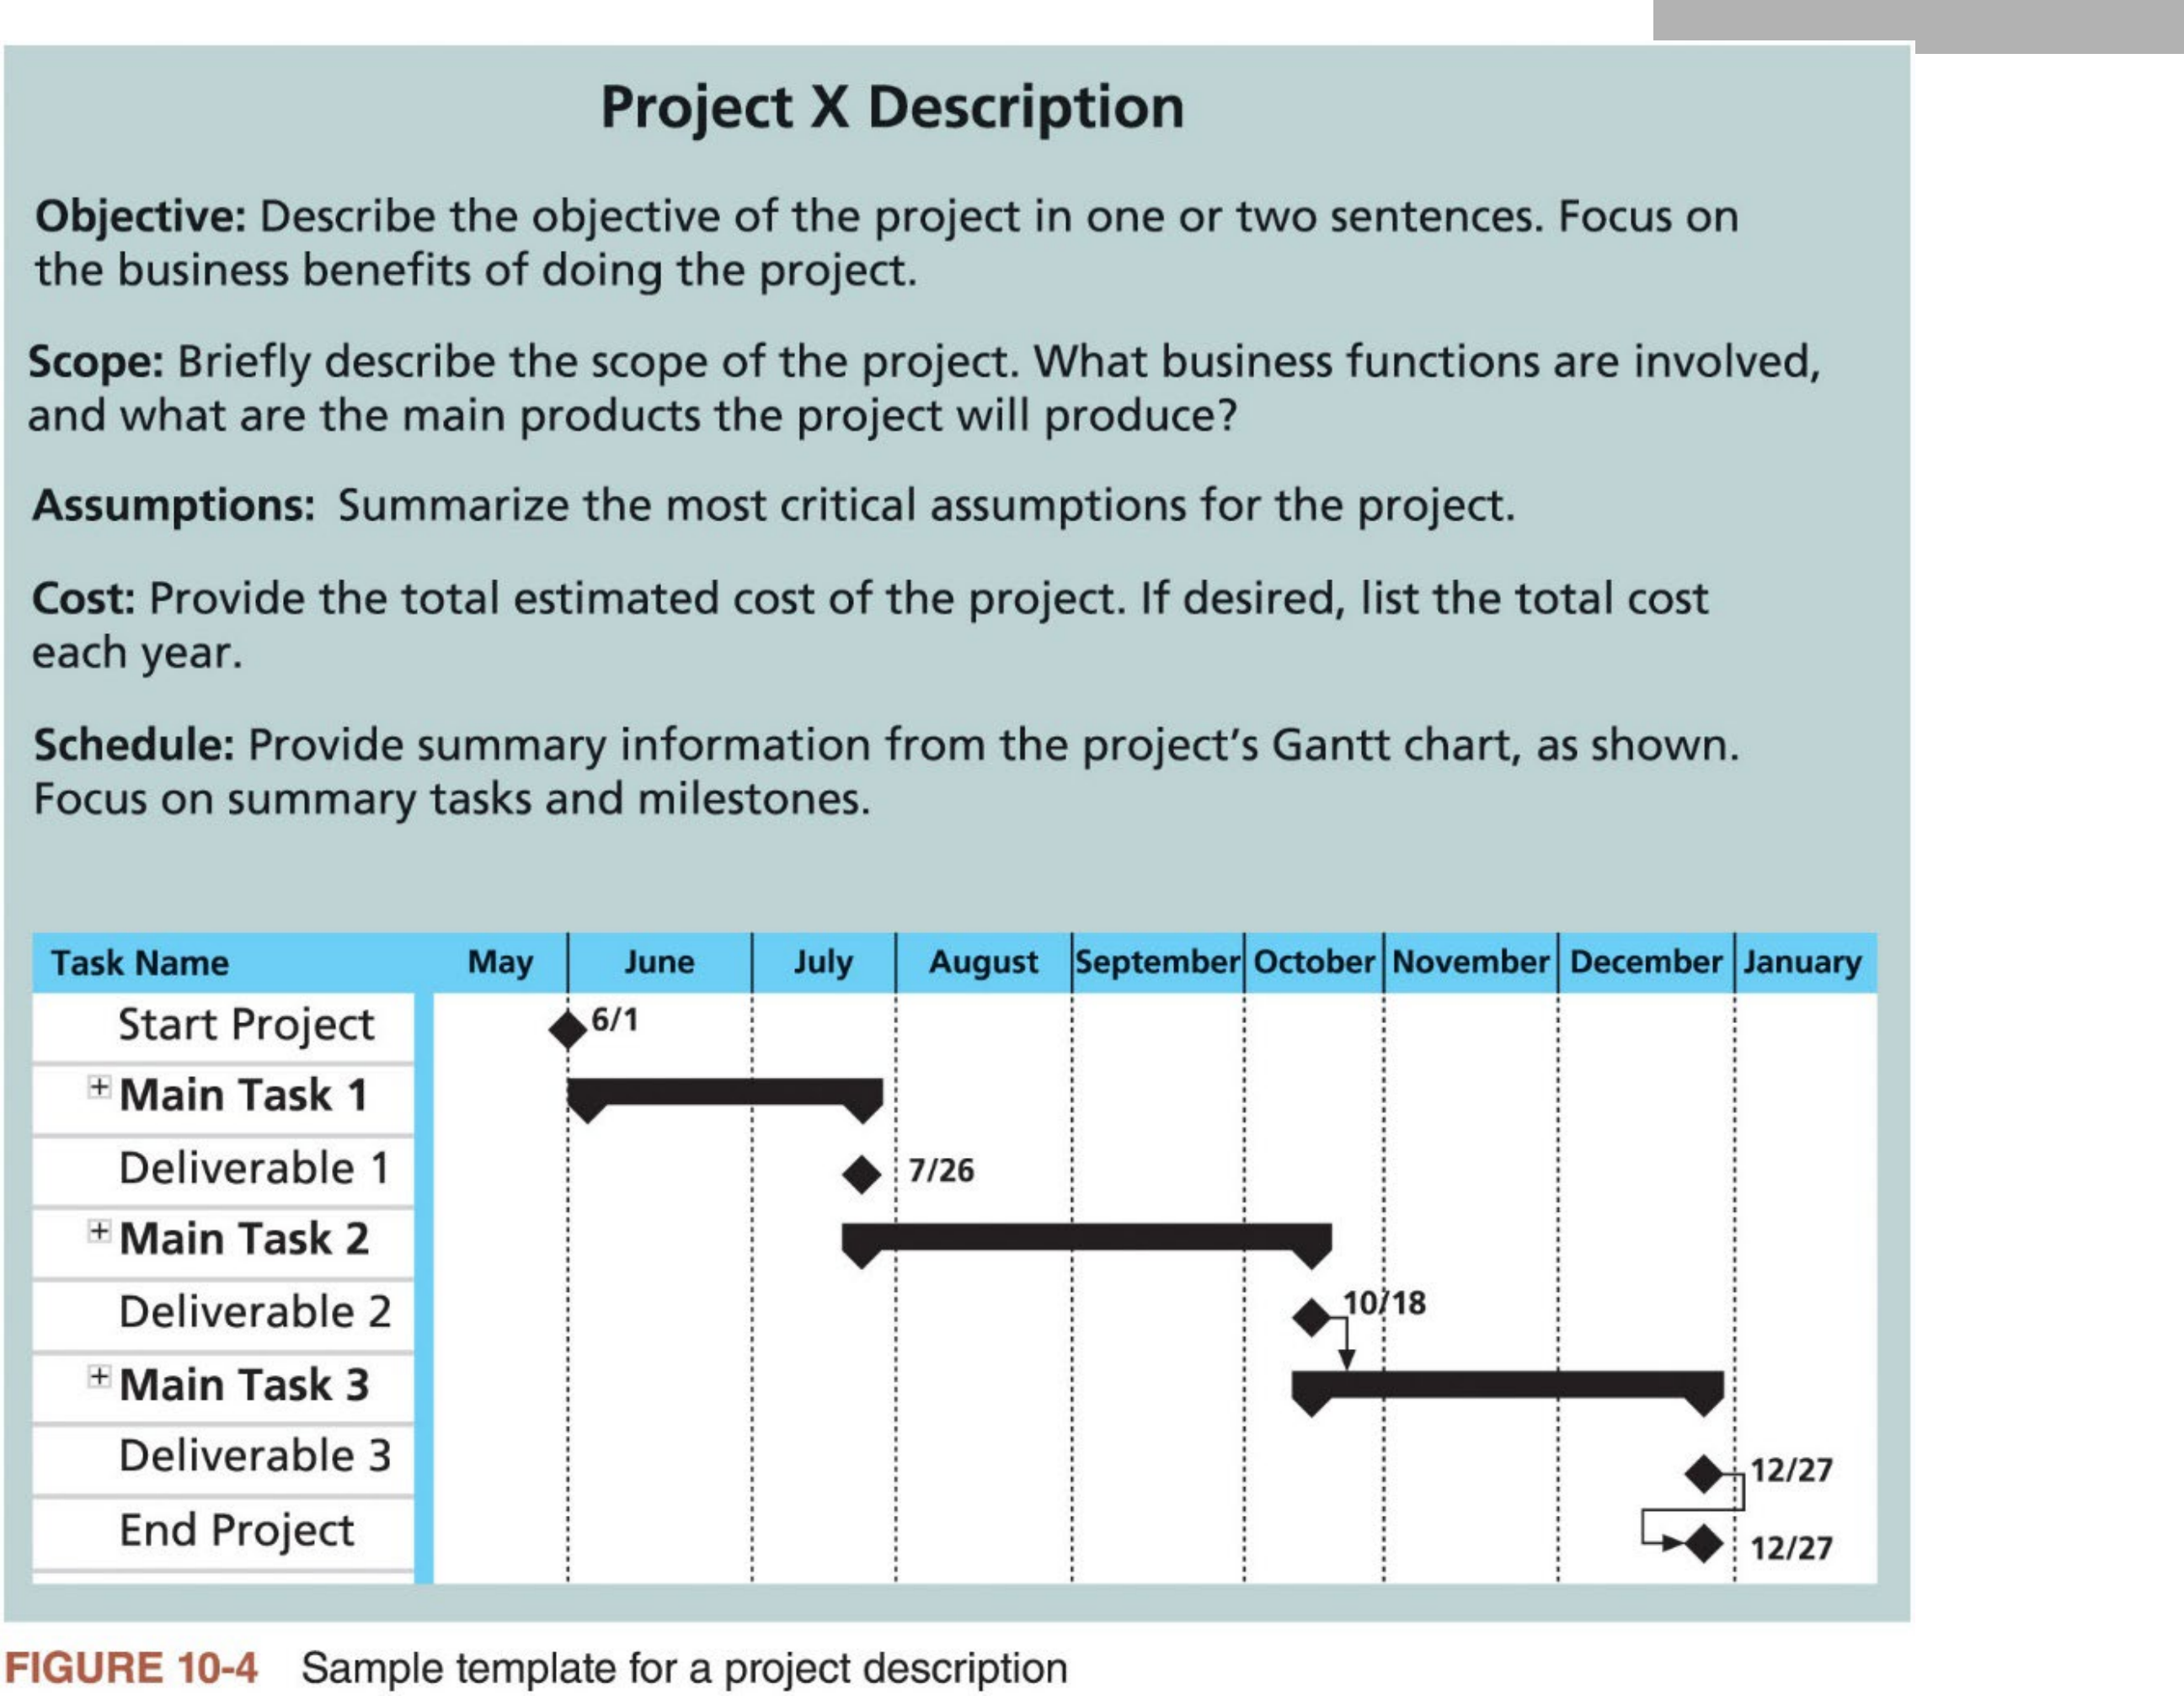 Project X Description
Objective: Describe the objective of the project in one or two sentences. Focus on
the business benefits of doing the project.
Scope: Briefly describe the scope of the project. What business functions are involved,
and what are the main products the project will produce?
Assumptions: Summarize the most critical assumptions for the project.
Cost: Provide the total estimated cost of the project. If desired, list the total cost
each year.
Schedule: Provide summary information from the project's Gantt chart, as shown.
Focus on summary tasks and milestones.
Task Name May June July August September October November December January
Start Project 6/1
Main Task 1
Deliverable 1 7/26
Main Task 2
Deliverable 2 10/18
Main Task 3
Deliverable 3 12/27
End Project 12/27
FIGURE 10-4 Sample template for a project description